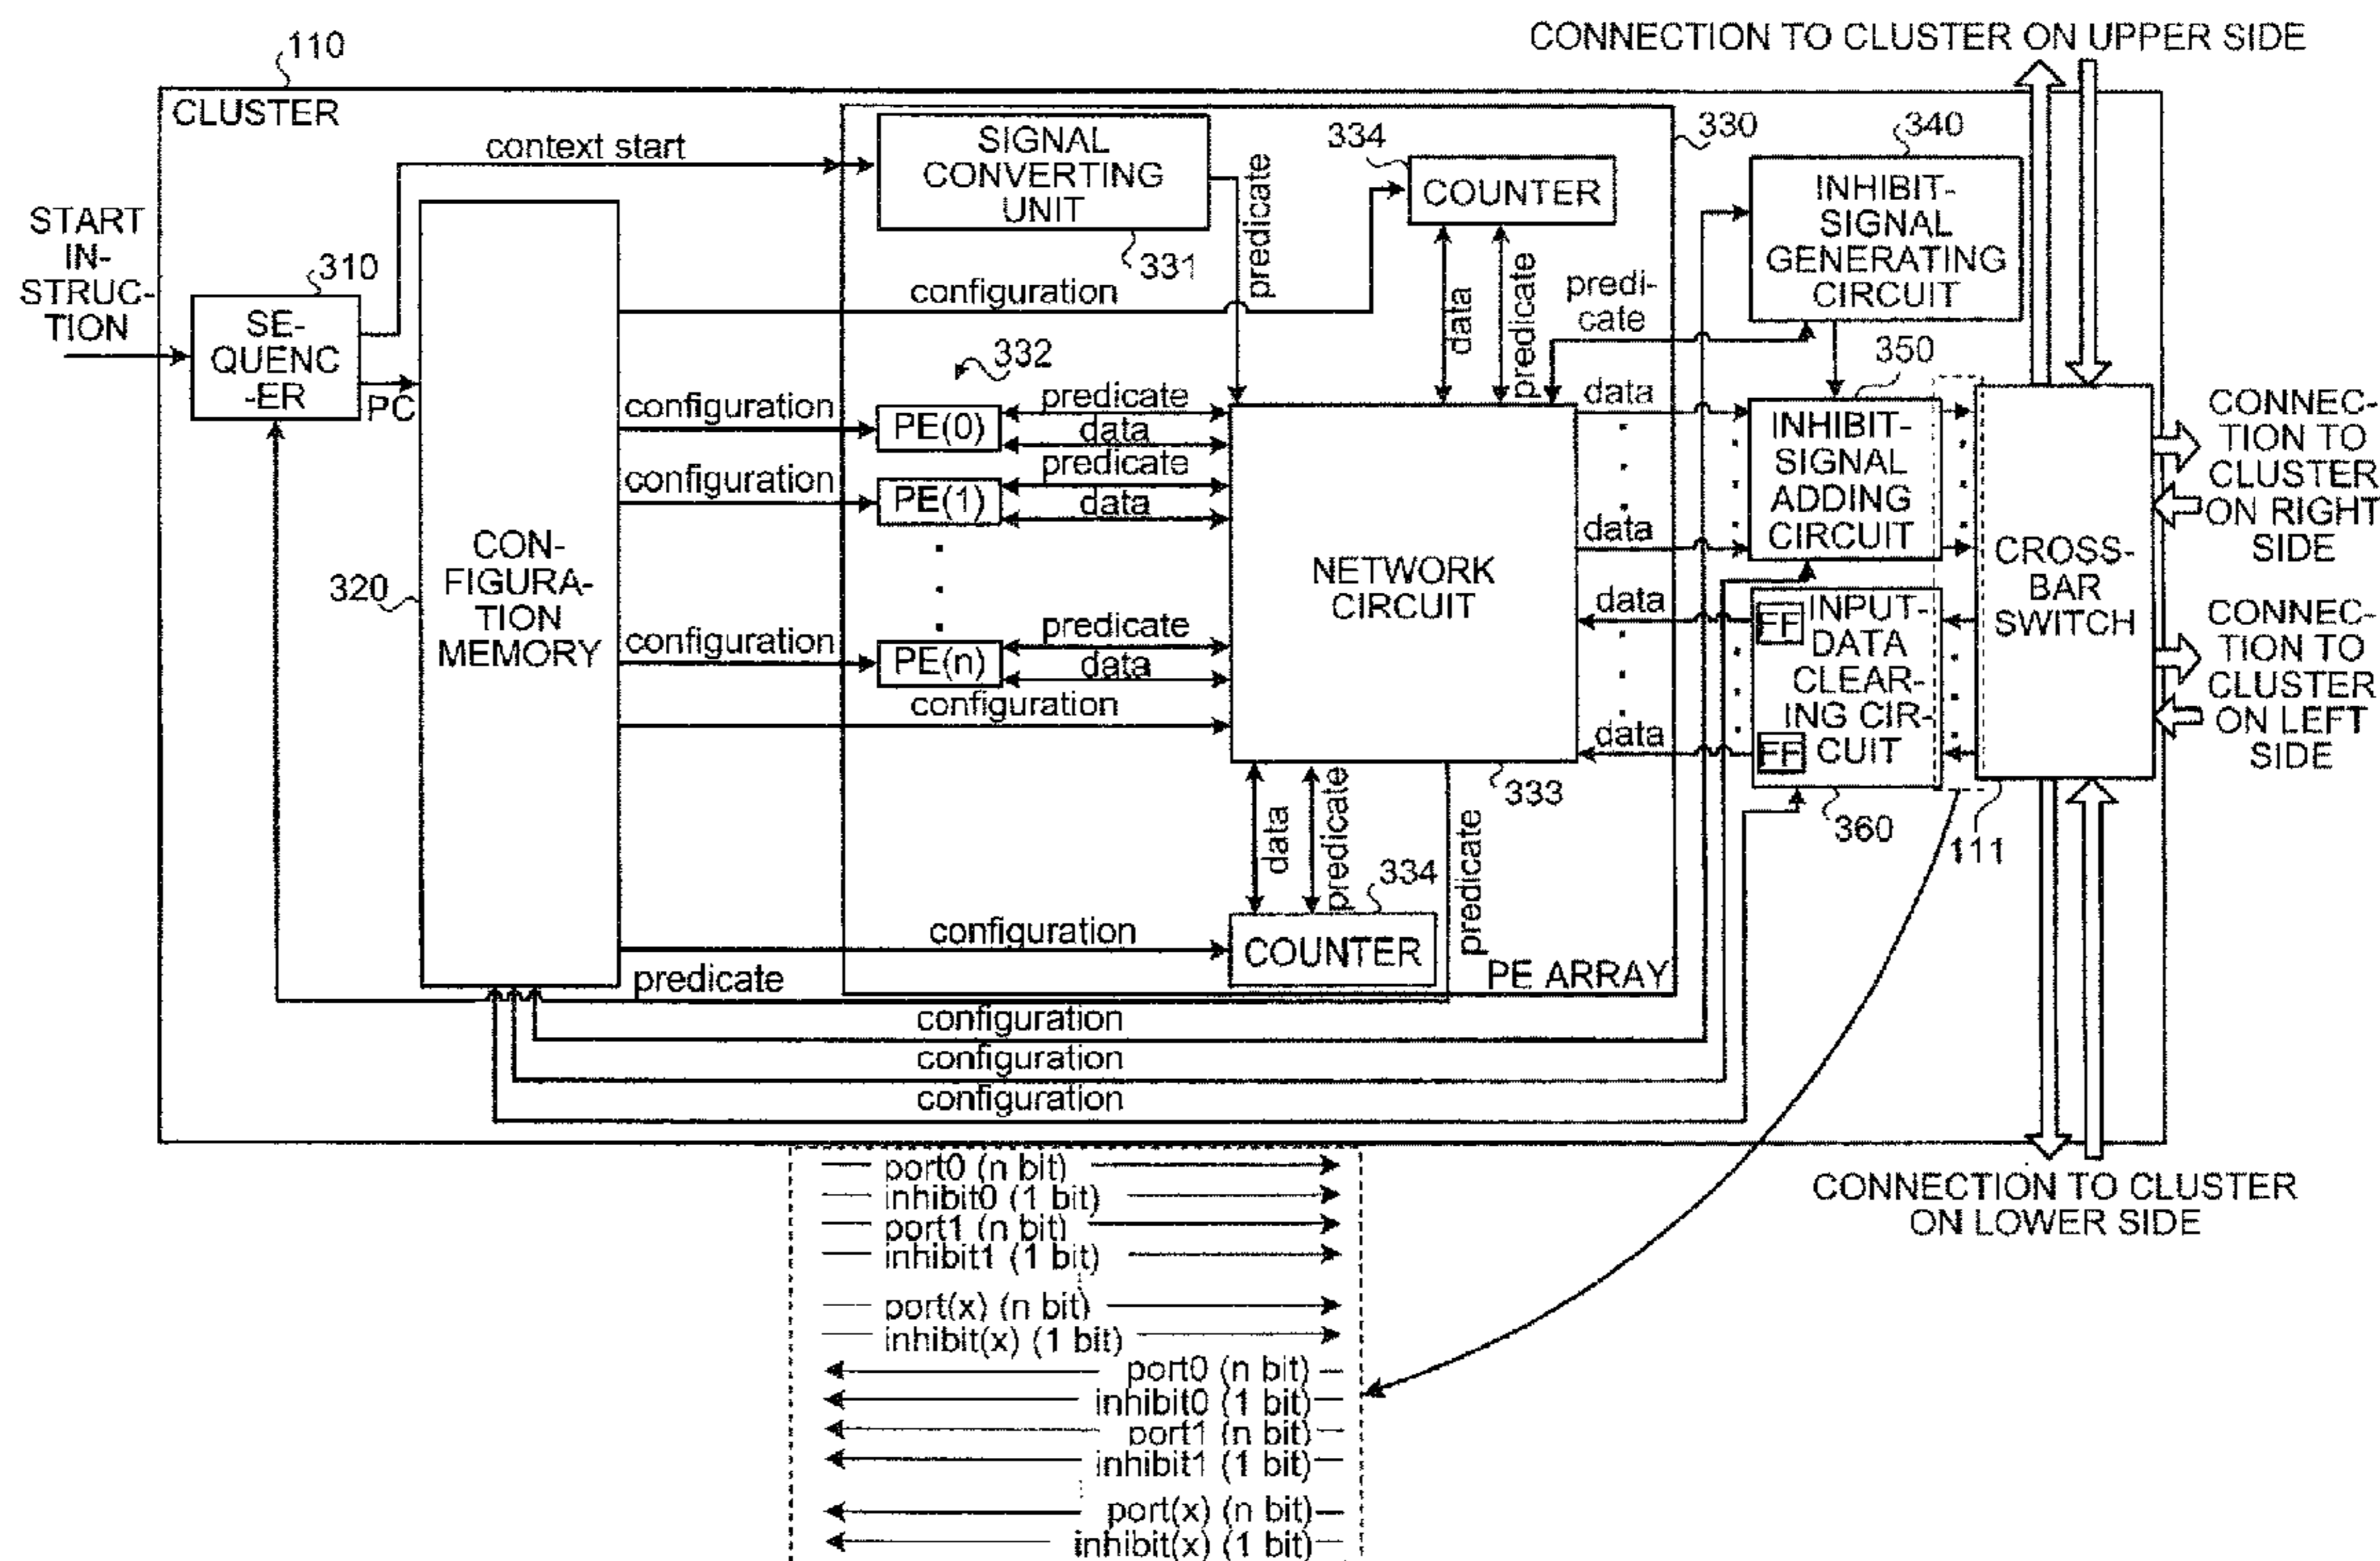 CONNECTION TO CLUSTER ON UPPER SIDE
110
CLUSTER
context start
SIGNAL
CONVERTING
UNIT
331
predicate
334
COUNTER
330
340
INHIBIT-
SIGNAL
GENERATING
CIRCUIT
START
IN-
STRUC-
TION
310
SE-
QUENC
-ER
PC
configuration
data
predicate
predi-
cate
350
332
320
CON-
FIGURA-
TION
MEMORY
configuration
PE(0)
predicate
data
configuration
PE(1)
predicate
data
configuration
PE(n)
predicate
data
configuration
NETWORK
CIRCUIT
333
data
data
data
data
INHIBIT-
SIGNAL
ADDING
CIRCUIT
FF
INPUT-
DATA
CLEAR-
ING CIR-
CUIT
FF
360
CROSS-
BAR
SWITCH
111
CONNEC-
TION TO
CLUSTER
ON RIGHT
SIDE
CONNEC-
TION TO
CLUSTER
ON LEFT
SIDE
data
predicate
predicate
334
configuration
COUNTER
PE ARRAY
predicate
configuration
configuration
configuration
CONNECTION TO CLUSTER
ON LOWER SIDE
port0 (n bit)
inhibit0 (1 bit)
port1 (n bit)
inhibit1 (1 bit)
port(x) (n bit)
inhibit(x) (1 bit)
port0 (n bit)
inhibit0 (1 bit)
port1 (n bit)
inhibit1 (1 bit)
port(x) (n bit)
inhibit(x) (1 bit)